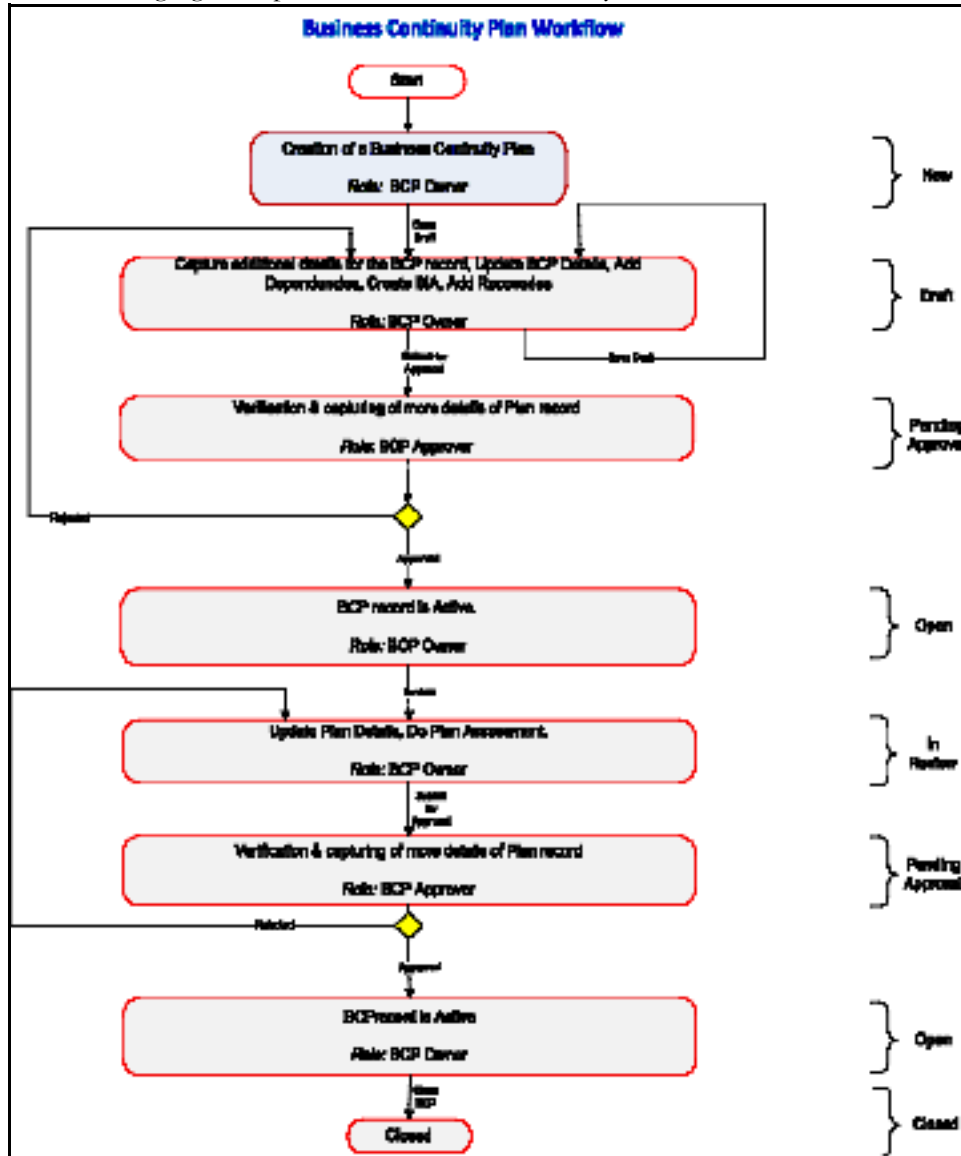 Business Continuity Plan Workflow
Start
Creation of a Business Continuity Plan
Role: BCP Owner
New
Save
Draft
Capture additional details for the BCP record, Update BCP Details, Add
Dependencies, Create BIA, Add Recoveries
Role: BCP Owner
Draft
Save Draft
Submit for
Approval
Verification & capturing of more details of Plan record
Role: BCP Approver
Pending
Approval
Rejected
Approved
BCP record is Active.
Role: BCP Owner
Open
Update Plan Details, Do Plan Assessment.
Role: BCP Owner
In
Review
Submit
for
Approval
Verification & capturing of more details of Plan record
Role: BCP Approver
Pending
Approval
Rejected
Approved
BCP record is Active
Role: BCP Owner
Open
Close
BCP
Closed
Closed